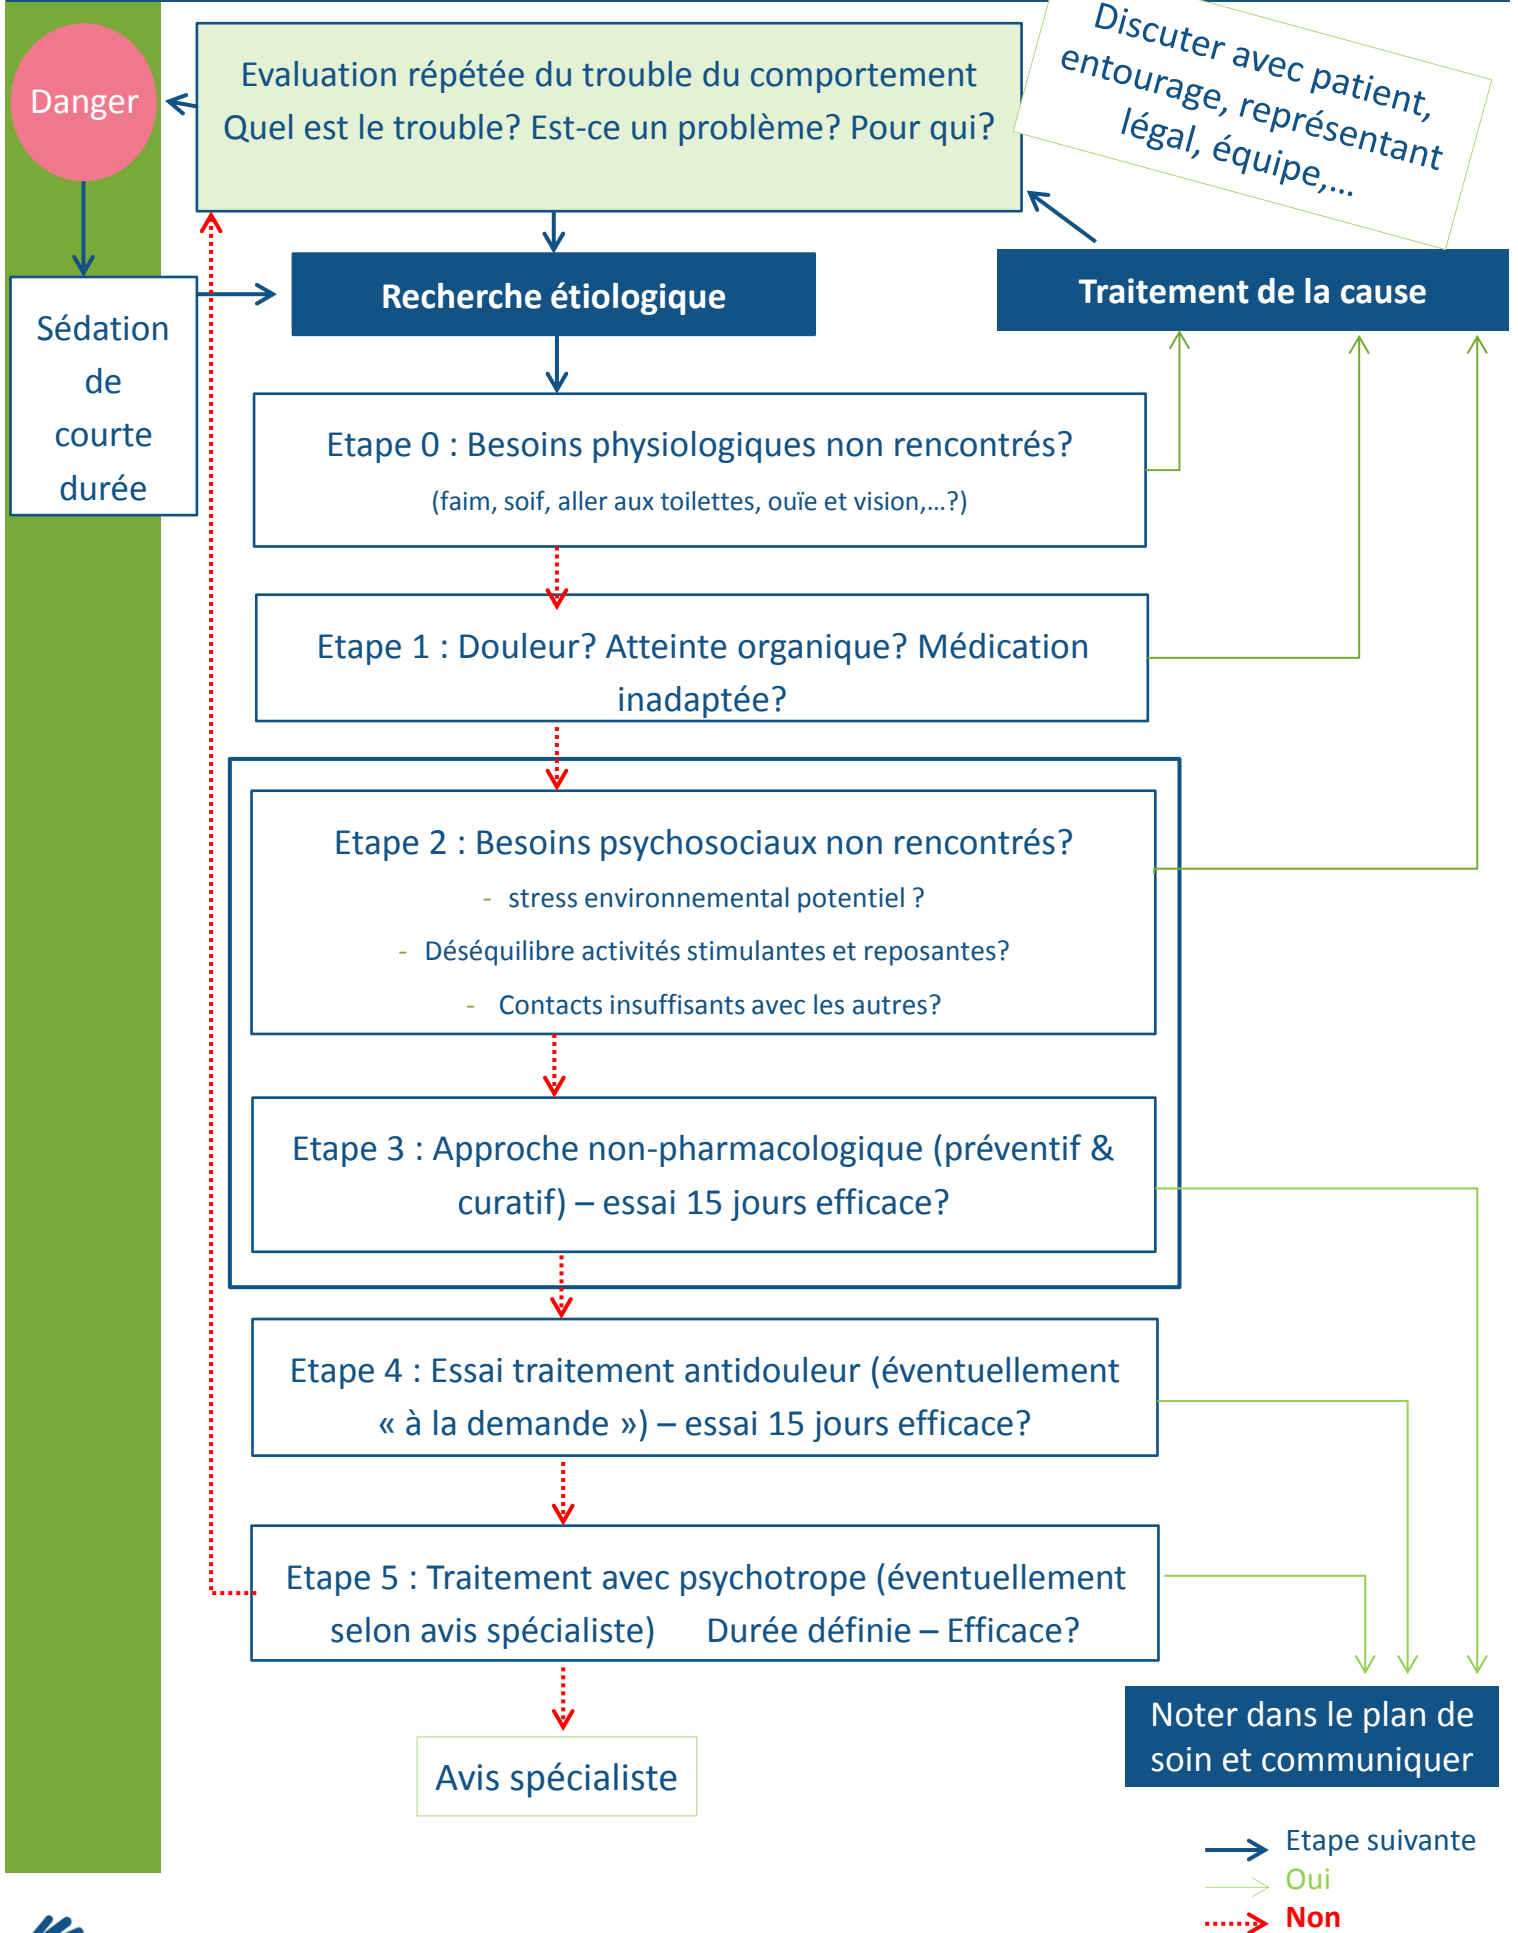 Discuter avec patient,
entourage, représentant
légal, équipe,...
Danger
Evaluation répétée du trouble du comportement
Quel est le trouble? Est-ce un problème? Pour qui?
Recherche étiologique
Traitement de la cause
Sédation
de
courte
durée
Etape 0 : Besoins physiologiques non rencontrés?
(faim, soif, aller aux toilettes, ouïe et vision,...?)
Etape 1 : Douleur? Atteinte organique? Médication
inadaptée?
Etape 2 : Besoins psychosociaux non rencontrés?
- stress environnemental potentiel ?
- Déséquilibre activités stimulantes et reposantes?
- Contacts insuffisants avec les autres?
Etape 3 : Approche non-pharmacologique (préventif &
curatif) – essai 15 jours efficace?
Etape 4 : Essai traitement antidouleur (éventuellement
« à la demande ») – essai 15 jours efficace?
Etape 5 : Traitement avec psychotrope (éventuellement
selon avis spécialiste) Durée définie – Efficace?
Noter dans le plan de
soin et communiquer
Avis spécialiste
Etape suivante
Oui
Non